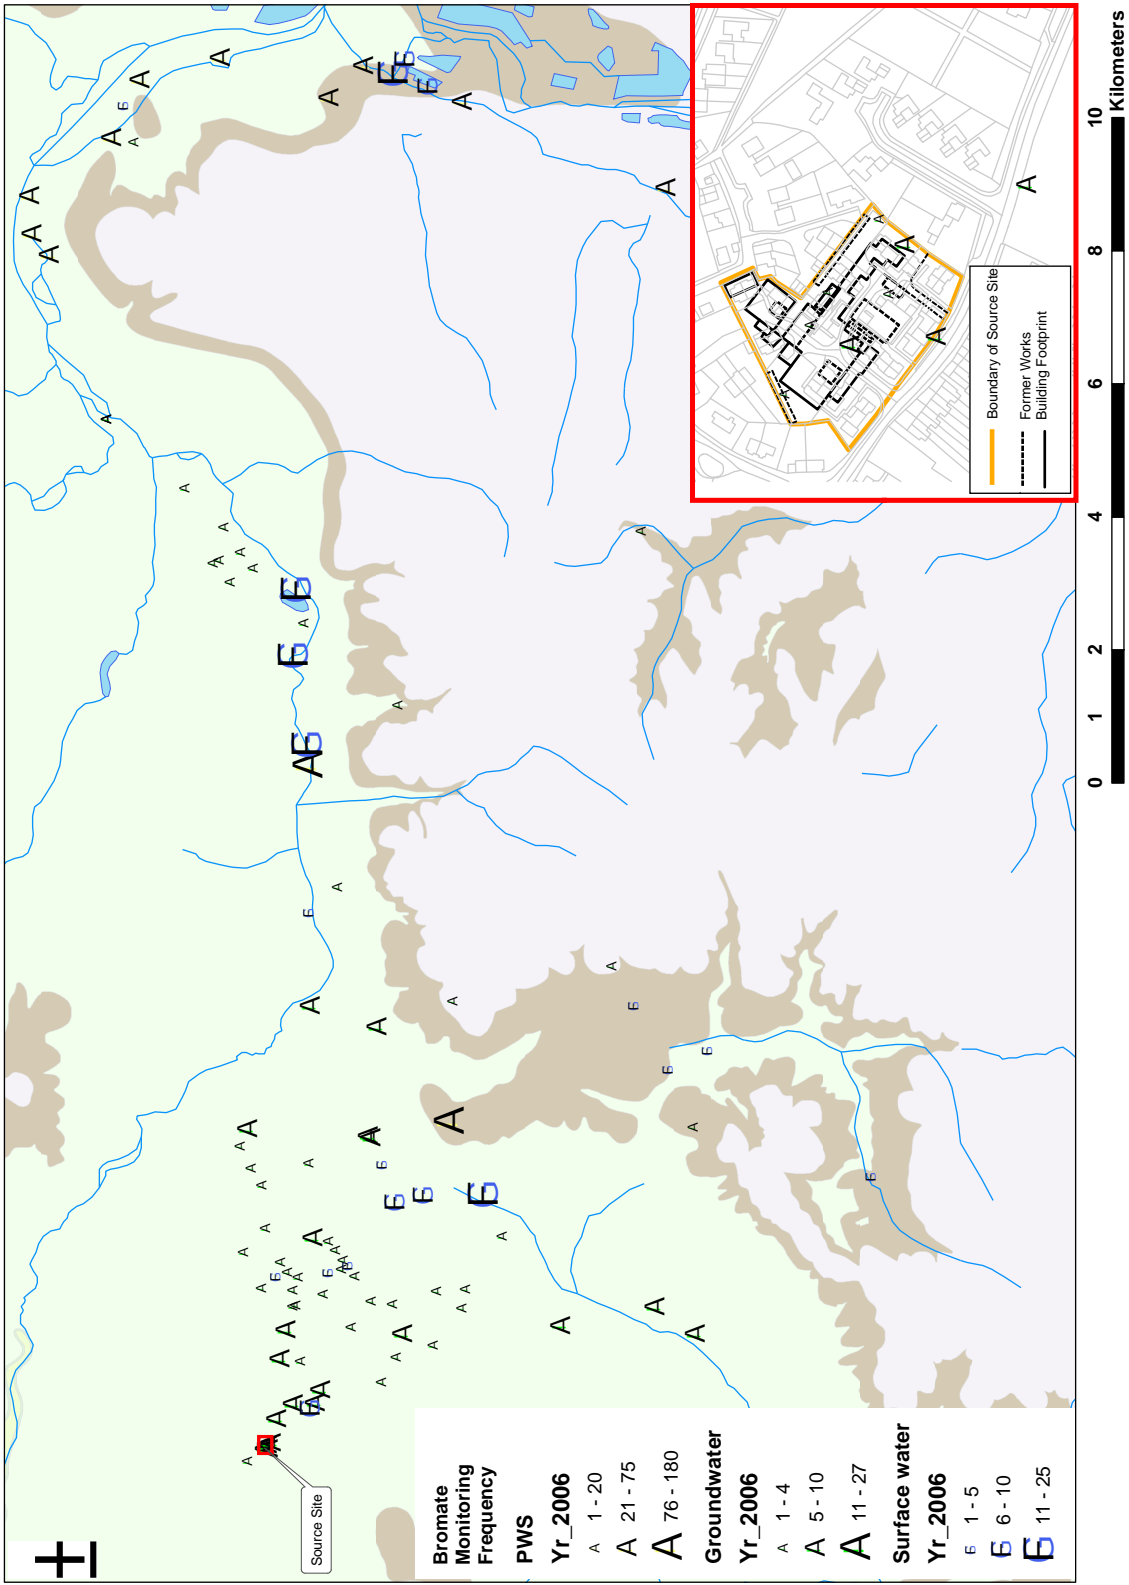 Source Site
Bromate
Monitoring
Frequency
PWS
Yr_2006
A 1 - 20
A 21 - 75
A 76 - 180
Groundwater
Yr_2006
A 1 - 4
A 5 - 10
A 11 - 27
Surface water
Yr_2006
G 1 - 5
G 6 - 10
G 11 - 25
Boundary of Source Site
Former Works
Building Footprint
0 1 2 4 6 8 10
Kilometers